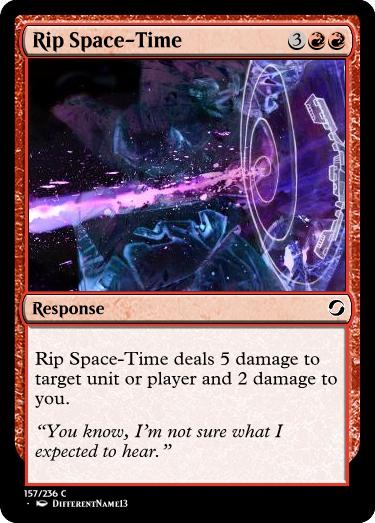 Rip Space-Time 3
Response
Rip Space-Time deals 5 damage to
target unit or player and 2 damage to
you.
“You know, I’m not sure what I
expected to hear.”
157/236 C
· DifferentName13